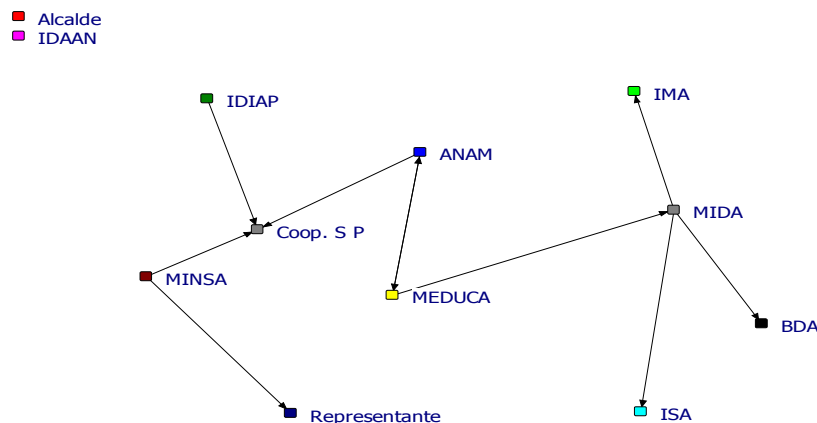 Alcalde
IDAAN
IDIAP
IMA
ANAM
MIDA
Coop. S P
MINSA
MEDUCA
BDA
Representante
ISA